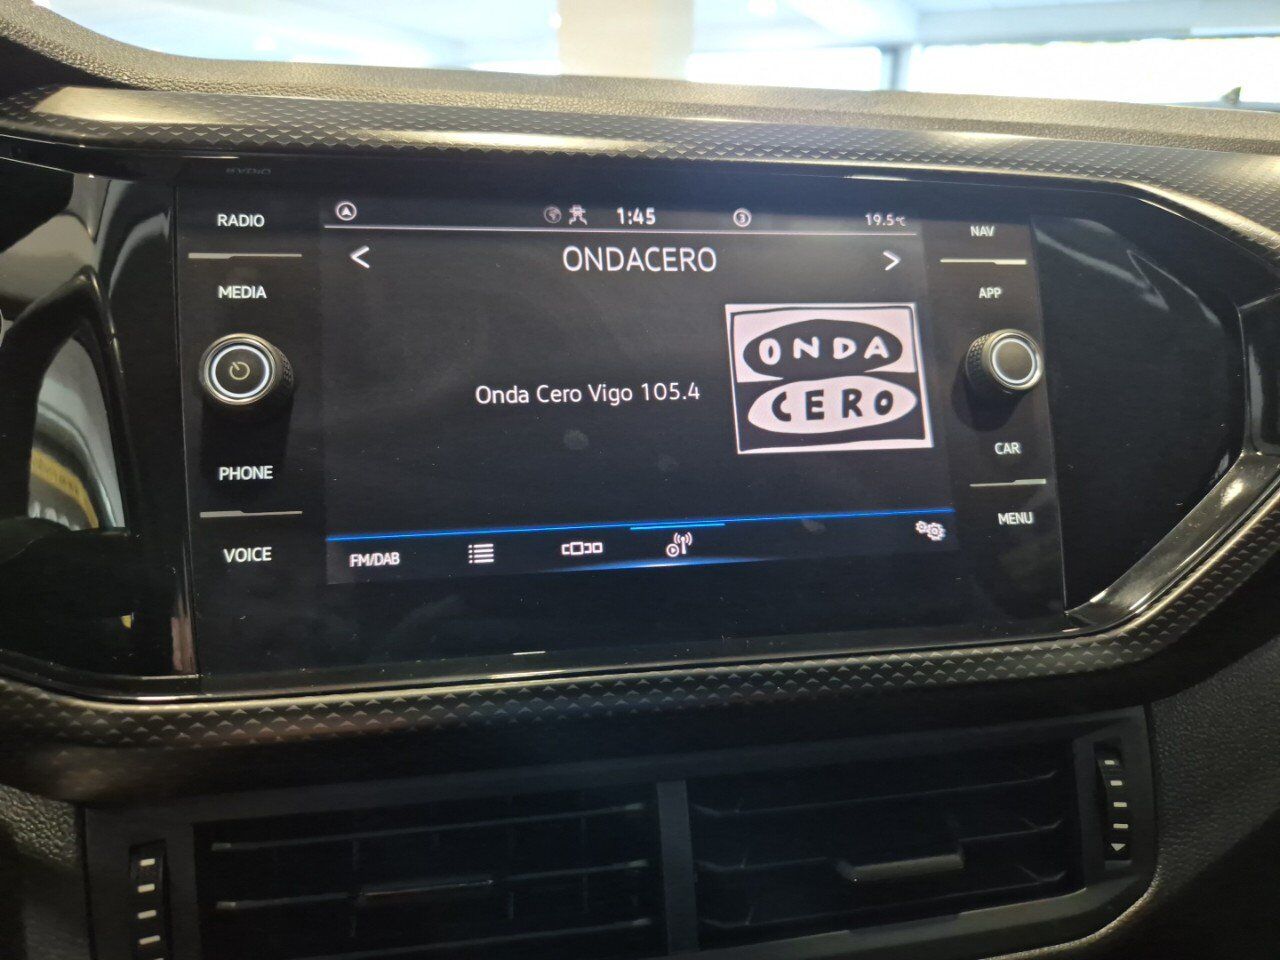 RADIO
MEDIA
PHONE
VOICE
1:45
3
19.5°C
ONDACERO
Onda Cero Vigo 105.4
ONDA
CERO
FM/DAB
NAV
APP
CAR
MENU